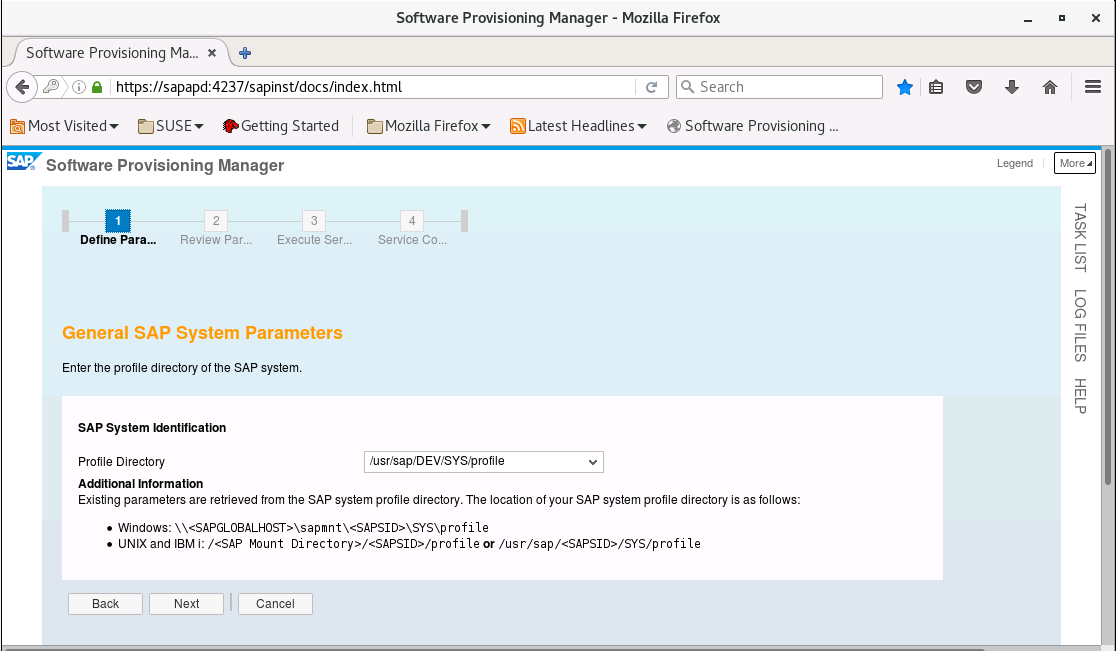 Software Provisioning Manager - Mozilla Firefox
Software Provisioning Ma...
https://sapapd:4237/sapinst/docs/index.html
Search
Most Visited SUSE Getting Started Mozilla Firefox Latest Headlines Software Provisioning ...
SAP Software Provisioning Manager
Legend More
1 2 3 4
Define Para... Review Par... Execute Ser... Service Co...
TASK LIST
LOG FILES
HELP
General SAP System Parameters
Enter the profile directory of the SAP system.
SAP System Identification
Profile Directory /usr/sap/DEV/SYS/profile
Additional Information
Existing parameters are retrieved from the SAP system profile directory. The location of your SAP system profile directory is as follows:
• Windows: \\<SAPGLOBALHOST>\sapmnt\<SAPSID>\SYS\profile
• UNIX and IBM i: /<SAP Mount Directory>/<SAPSID>/profile or /usr/sap/<SAPSID>/SYS/profile
Back Next Cancel